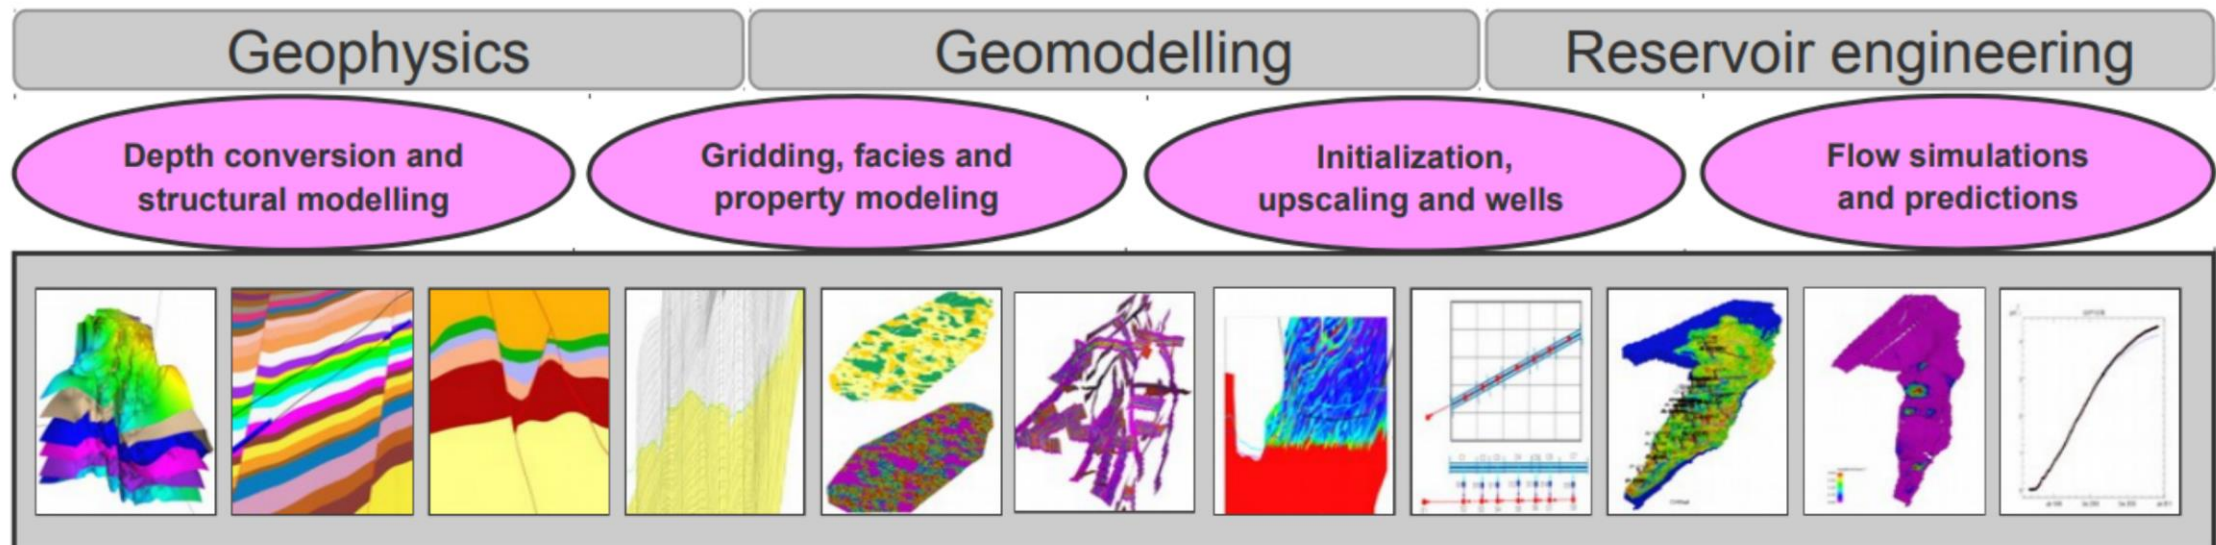 Geophysics
Geomodelling
Reservoir engineering
Depth conversion and
structural modelling
Gridding, facies and
property modeling
Initialization,
upscaling and wells
Flow simulations
and predictions